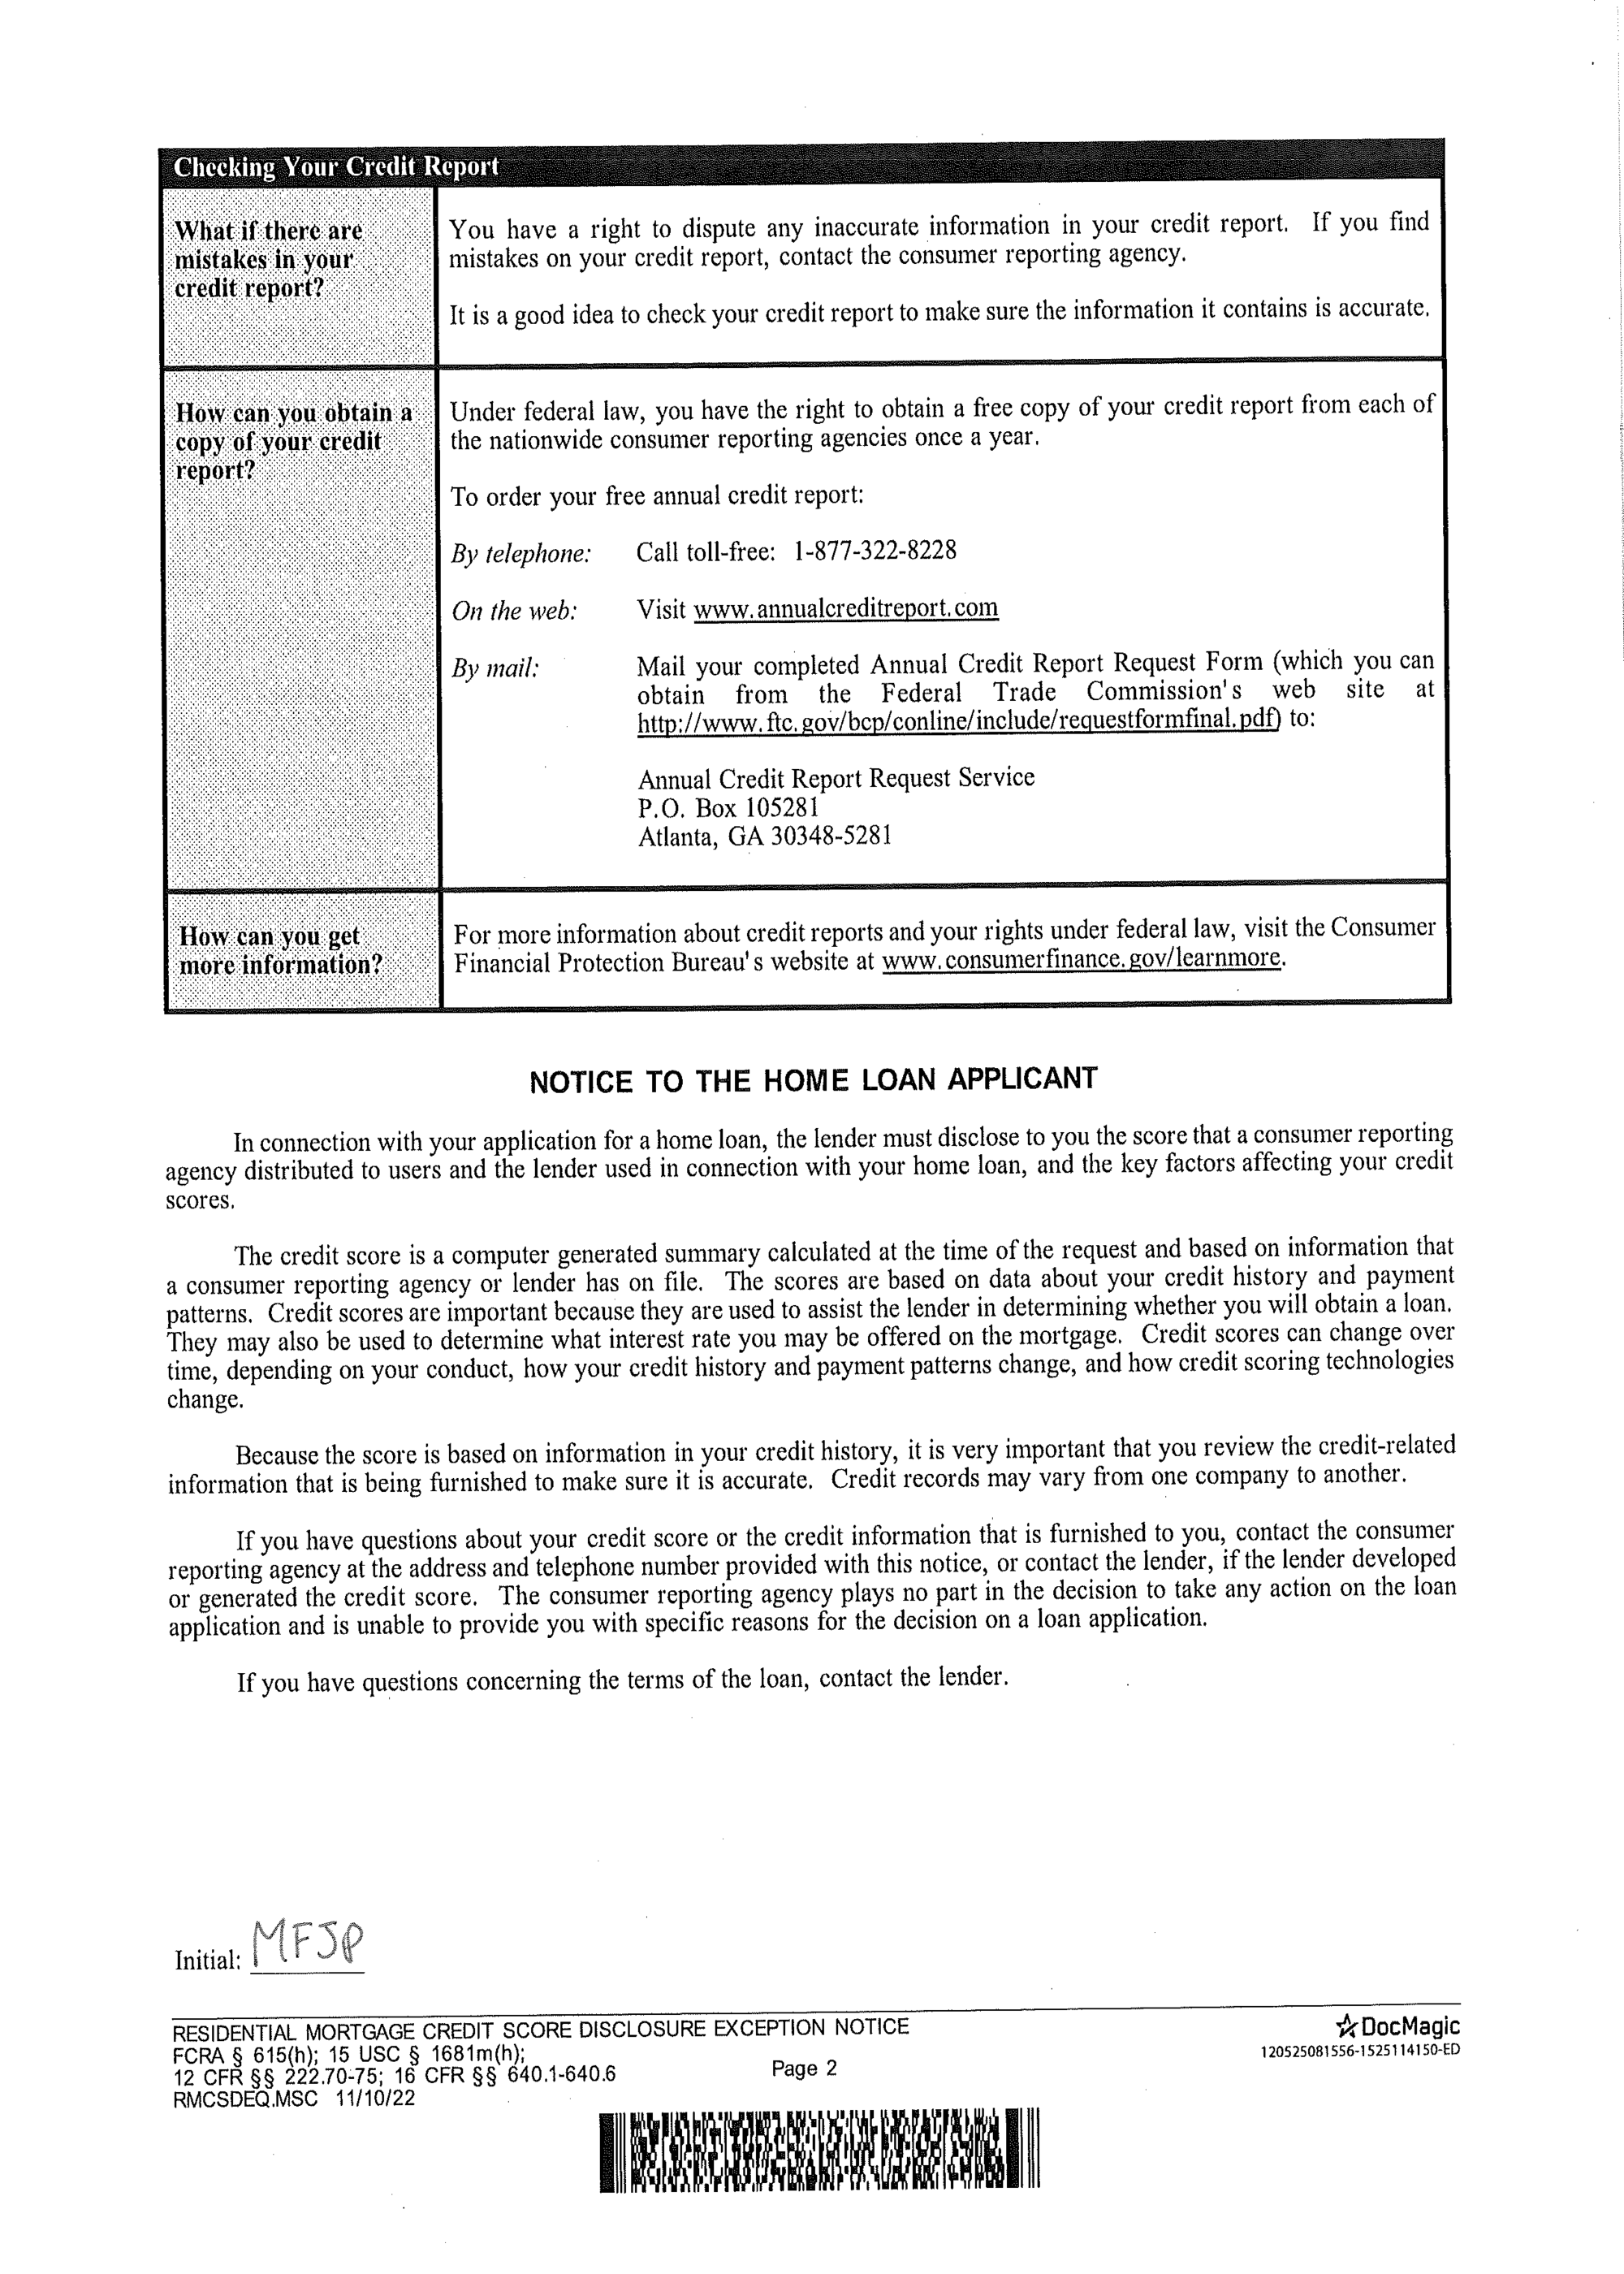 Checking Your Credit Report
What if there are
mistakes in your
credit report?
You have a right to dispute any inaccurate information in your credit report. If you find
mistakes on your credit report, contact the consumer reporting agency.
It is a good idea to check your credit report to make sure the information it contains is accurate.
How can you obtain a
copy of your credit
report?
Under federal law, you have the right to obtain a free copy of your credit report from each of
the nationwide consumer reporting agencies once a year.
To order your free annual credit report:
By telephone: Call toll-free: 1-877-322-8228
On the web: Visit www.annualcreditreport.com
By mail: Mail your completed Annual Credit Report Request Form (which you can
obtain from the Federal Trade Commission's web site at
http://www.ftc.gov/bcp/conline/include/requestformfinal.pdf) to:
Annual Credit Report Request Service
P.O. Box 105281
Atlanta, GA 30348-5281
How can you get
more information?
For more information about credit reports and your rights under federal law, visit the Consumer
Financial Protection Bureau's website at www.consumerfinance.gov/learnmore.
NOTICE TO THE HOME LOAN APPLICANT
In connection with your application for a home loan, the lender must disclose to you the score that a consumer reporting
agency distributed to users and the lender used in connection with your home loan, and the key factors affecting your credit
scores.
The credit score is a computer generated summary calculated at the time of the request and based on information that
a consumer reporting agency or lender has on file. The scores are based on data about your credit history and payment
patterns. Credit scores are important because they are used to assist the lender in determining whether you will obtain a loan.
They may also be used to determine what interest rate you may be offered on the mortgage. Credit scores can change over
time, depending on your conduct, how your credit history and payment patterns change, and how credit scoring technologies
change.
Because the score is based on information in your credit history, it is very important that you review the credit-related
information that is being furnished to make sure it is accurate. Credit records may vary from one company to another.
If you have questions about your credit score or the credit information that is furnished to you, contact the consumer
reporting agency at the address and telephone number provided with this notice, or contact the lender, if the lender developed
or generated the credit score. The consumer reporting agency plays no part in the decision to take any action on the loan
application and is unable to provide you with specific reasons for the decision on a loan application.
If you have questions concerning the terms of the loan, contact the lender.
Initial: MFJP
RESIDENTIAL MORTGAGE CREDIT SCORE DISCLOSURE EXCEPTION NOTICE
FCRA § 615(h); 15 USC § 1681m(h);
12 CFR §§ 222.70-75; 16 CFR §§ 640.1-640.6
RMCSDEQ.MSC 11/10/22
Page 2
DocMagic
120525081556-1525114150-ED